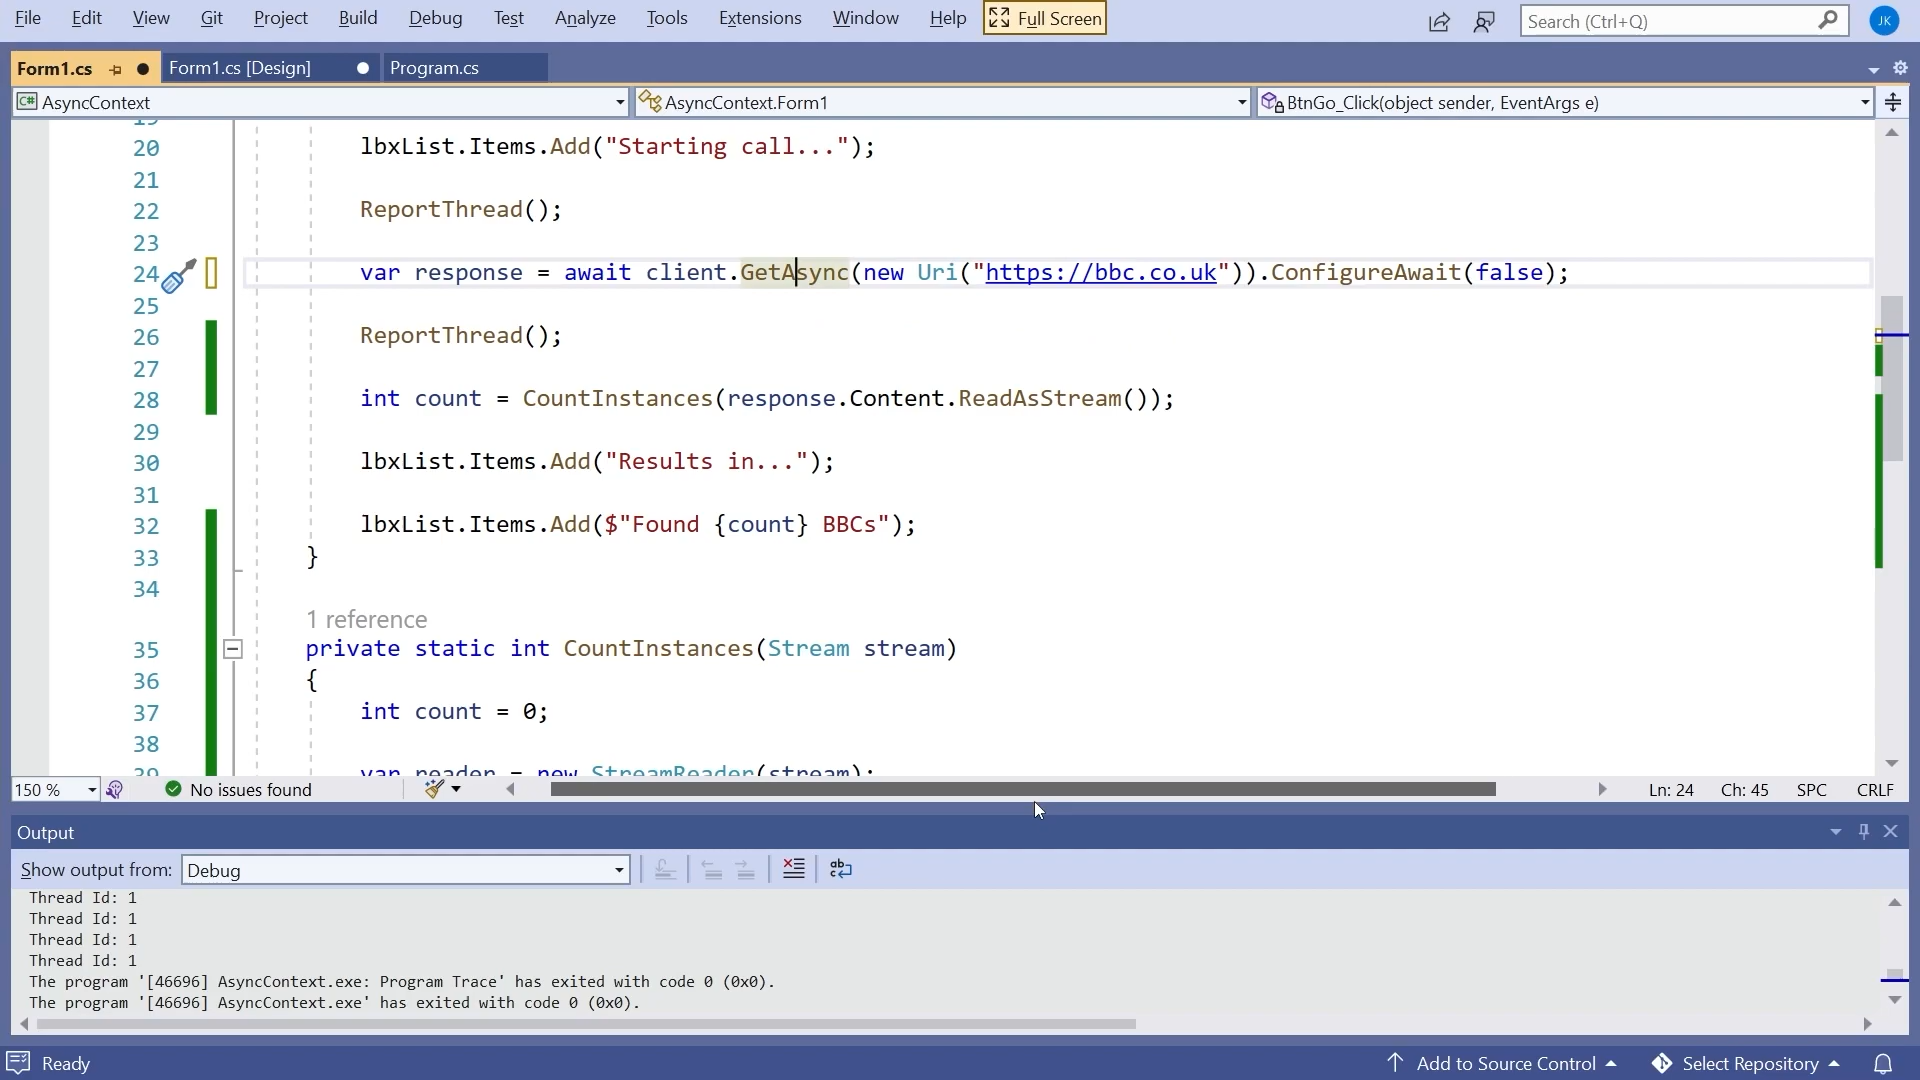 File Edit View Git Project Build Debug Test Analyze Tools Extensions Window Help Full Screen Search (Ctrl+Q) JK
Form1.cs Form1.cs [Design] Program.cs
C# AsyncContext AsyncContext.Form1 BtnGo_Click(object sender, EventArgs e)
19
20 lbxList.Items.Add("Starting call...");
21
22 ReportThread();
23
24 var response = await client.GetAsync(new Uri("https://bbc.co.uk")).ConfigureAwait(false);
25
26 ReportThread();
27
28 int count = CountInstances(response.Content.ReadAsStream());
29
30 lbxList.Items.Add("Results in...");
31
32 lbxList.Items.Add($"Found {count} BBCs");
33 }
34
1 reference
35 private static int CountInstances(Stream stream)
36 {
37 int count = 0;
38
39 var reader = new StreamReader(stream);
150 % No issues found Ln: 24 Ch: 45 SPC CRLF
Output
Show output from: Debug
Thread Id: 1
Thread Id: 1
Thread Id: 1
Thread Id: 1
The program '[46696] AsyncContext.exe: Program Trace' has exited with code 0 (0x0).
The program '[46696] AsyncContext.exe' has exited with code 0 (0x0).
Ready Add to Source Control Select Repository